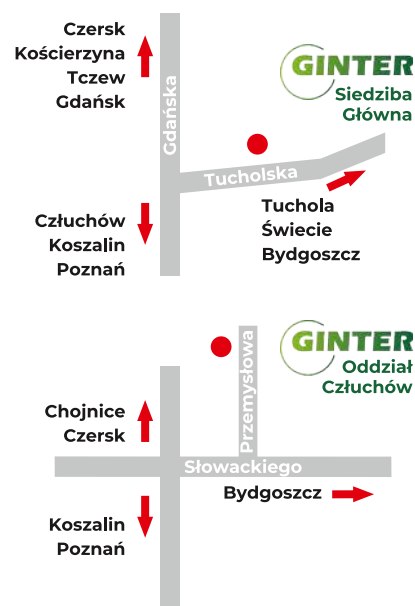 Czersk
Kościerzyna
Tczew
Gdańsk
Gdańska
GINTER
Siedziba
Główna
Tucholska
Człuchów
Koszalin
Poznań
Tuchola
Świecie
Bydgoszcz
GINTER
Oddział
Człuchów
Przemysłowa
Chojnice
Czersk
Słowackiego
Bydgoszcz
Koszalin
Poznań